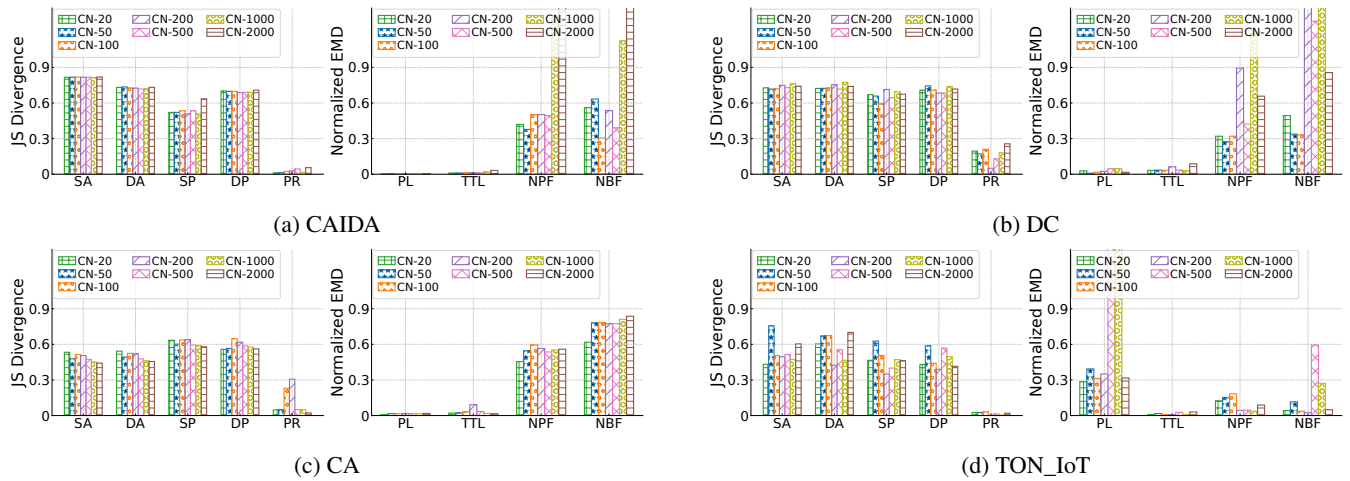 CN-20 CN-200 CN-1000
CN-50 CN-500 CN-2000
CN-100
JS Divergence
0.9
0.6
0.3
0
SA DA SP DP PR
CN-20 CN-200 CN-1000
CN-50 CN-500 CN-2000
CN-100
Normalized EMD
0.9
0.6
0.3
0
PL TTL NPF NBF
(a) CAIDA
CN-20 CN-200 CN-1000
CN-50 CN-500 CN-2000
CN-100
JS Divergence
0.9
0.6
0.3
0
SA DA SP DP PR
CN-20 CN-200 CN-1000
CN-50 CN-500 CN-2000
CN-100
Normalized EMD
0.9
0.6
0.3
0
PL TTL NPF NBF
(b) DC
CN-20 CN-200 CN-1000
CN-50 CN-500 CN-2000
CN-100
JS Divergence
0.9
0.6
0.3
0
SA DA SP DP PR
CN-20 CN-200 CN-1000
CN-50 CN-500 CN-2000
CN-100
Normalized EMD
0.9
0.6
0.3
0
PL TTL NPF NBF
(c) CA
CN-20 CN-200 CN-1000
CN-50 CN-500 CN-2000
CN-100
JS Divergence
0.9
0.6
0.3
0
SA DA SP DP PR
CN-20 CN-200 CN-1000
CN-50 CN-500 CN-2000
CN-100
Normalized EMD
0.9
0.6
0.3
0
PL TTL NPF NBF
(d) TON_IoT